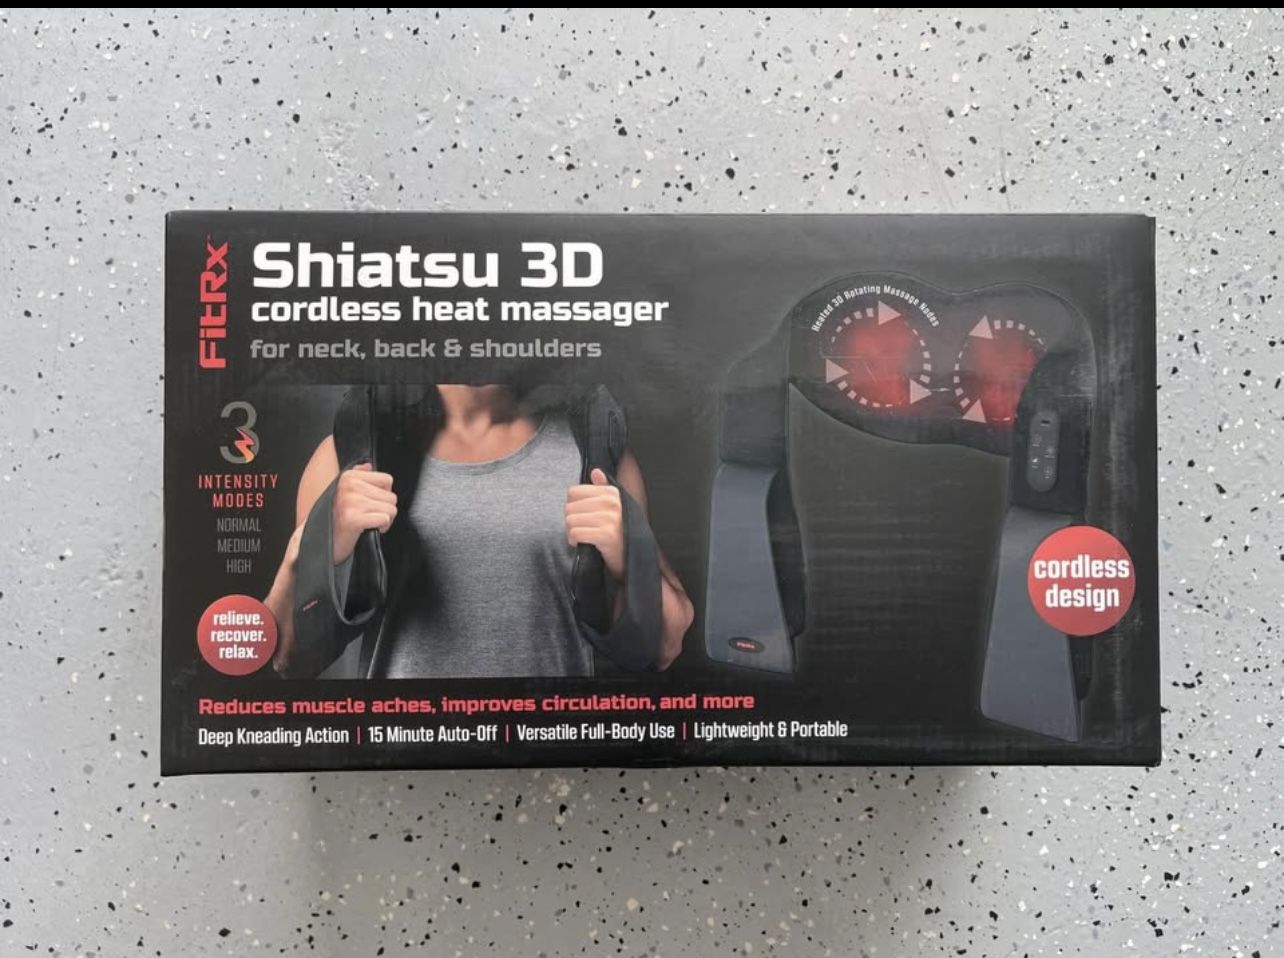 FitRx
Shiatsu 3D
cordless heat massager
for neck, back & shoulders
Heated 3D Rotating Massage Nodes
3
INTENSITY
MODES
NORMAL
MEDIUM
HIGH
relieve.
recover.
relax.
cordless
design
Reduces muscle aches, improves circulation, and more
Deep Kneading Action | 15 Minute Auto-Off | Versatile Full-Body Use | Lightweight & Portable